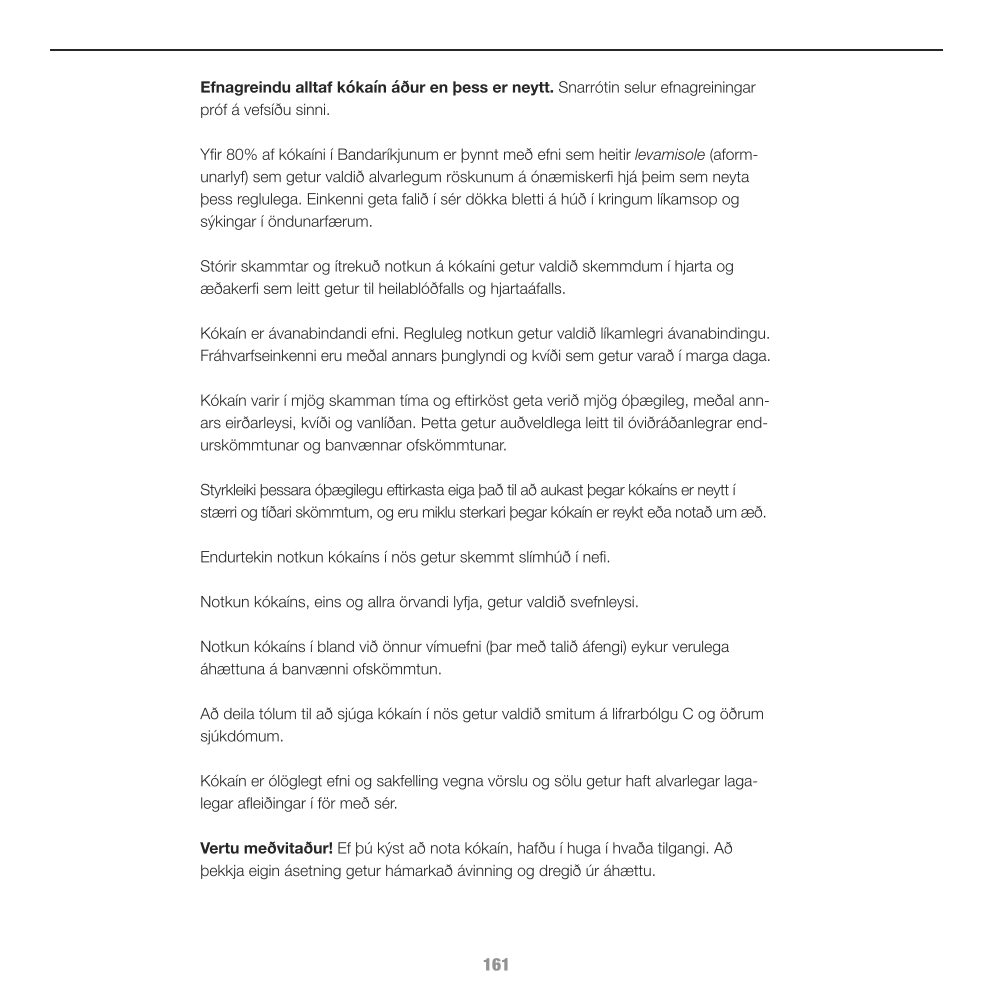 Efnagreindu alltaf kókaín áður en þess er neytt. Snarrótin selur efnagreiningar
próf á vefsíðu sinni.
Yfir 80% af kókaíni í Bandaríkjunum er þynnt með efni sem heitir levamisole (aform-
unarlyf) sem getur valdið alvarlegum röskunum á ónæmiskerfi hjá þeim sem neyta
þess reglulega. Einkenni geta falið í sér dökka bletti á húð í kringum líkamsop og
sýkingar í öndunarfærum.
Stórir skammtar og ítrekuð notkun á kókaíni getur valdið skemmdum í hjarta og
æðakerfi sem leitt getur til heilablóðfalls og hjartaáfalls.
Kókaín er ávanabindandi efni. Regluleg notkun getur valdið líkamlegri ávanabindingu.
Fráhvarfseinkenni eru meðal annars þunglyndi og kvíði sem getur varað í marga daga.
Kókaín varir í mjög skamman tíma og eftirköst geta verið mjög óþægileg, meðal ann-
ars eirðarleysi, kvíði og vanlíðan. Þetta getur auðveldlega leitt til óviðráðanlegrar end-
urskömmtunar og banvænnar ofskömmtunar.
Styrkleiki þessara óþægilegu eftirkasta eiga það til að aukast þegar kókaíns er neytt í
stærri og tíðari skömmtum, og eru miklu sterkari þegar kókaín er reykt eða notað um æð.
Endurtekin notkun kókaíns í nös getur skemmt slímhúð í nefi.
Notkun kókaíns, eins og allra örvandi lyfja, getur valdið svefnleysi.
Notkun kókaíns í bland við önnur vímuefni (þar með talið áfengi) eykur verulega
áhættuna á banvænni ofskömmtun.
Að deila tólum til að sjúga kókaín í nös getur valdið smitum á lifrarbólgu C og öðrum
sjúkdómum.
Kókaín er ólöglegt efni og sakfelling vegna vörslu og sölu getur haft alvarlegar laga-
legar afleiðingar í för með sér.
Vertu meðvitaður! Ef þú kýst að nota kókaín, hafðu í huga í hvaða tilgangi. Að
þekkja eigin ásetning getur hámarkað ávinning og dregið úr áhættu.
161